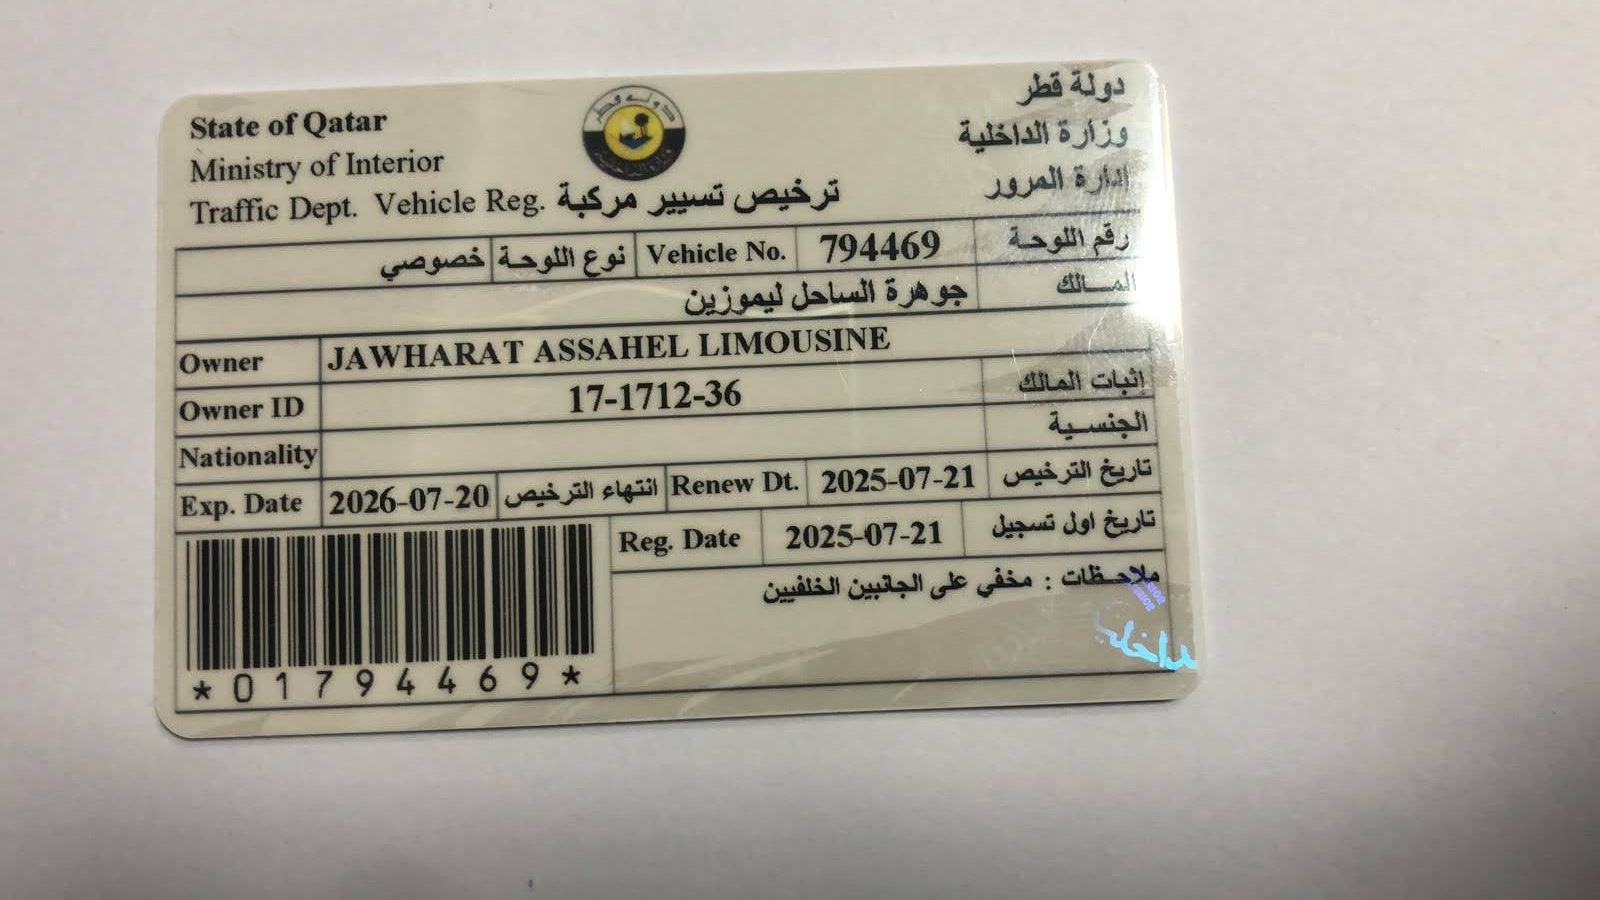 State of Qatar
دولة قطر
Ministry of Interior
وزارة الداخلية
Traffic Dept. Vehicle Reg. ترخيص تسيير مركبة
إدارة المرور
دولة قطر
رقم اللوحة 794469 Vehicle No. نوع اللوحة خصوصي
المالك جوهرة الساحل ليموزين
Owner JAWHARAT ASSAHEL LIMOUSINE
Owner ID 17-1712-36 إثبات المالك
Nationality الجنسية
Exp. Date 2026-07-20 انتهاء الترخيص Renew Dt. 2025-07-21 تاريخ الترخيص
Reg. Date 2025-07-21 تاريخ اول تسجيل
ملاحظات : مخفي على الجانبين الخلفيين
*01794469*